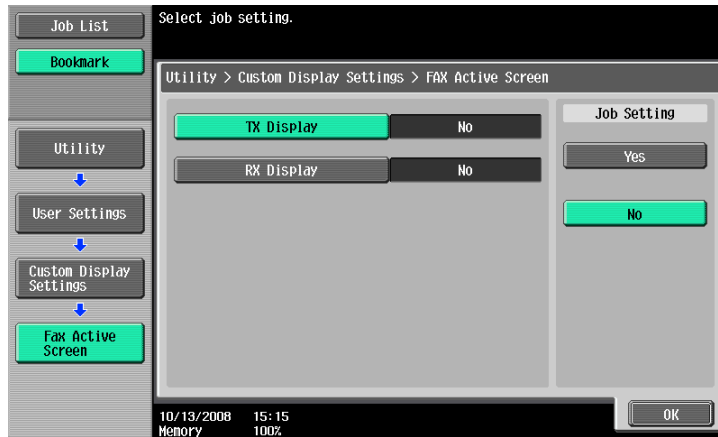 Job List
Bookmark
Utility
User Settings
Custom Display
Settings
Fax Active
Screen
Select job setting.
Utility > Custom Display Settings > FAX Active Screen
TX Display No
RX Display No
Job Setting
Yes
No
10/13/2008 15:15
Memory 100%
OK